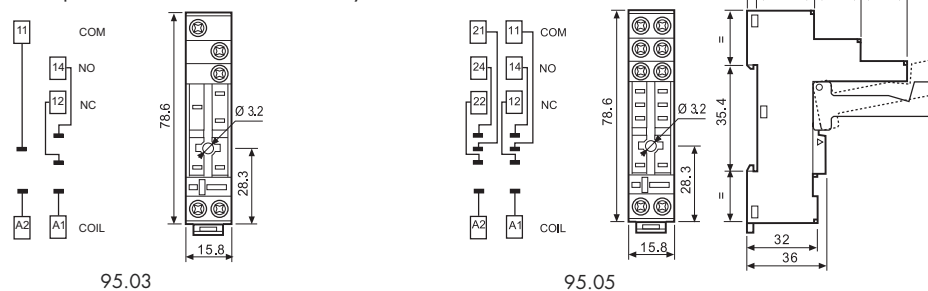 11
COM
14
NO
12
NC
A2
A1
COIL
78.6
Ø 3.2
28.3
15.8
95.03
21
11
COM
24
14
NO
22
12
NC
A2
A1
COIL
78.6
Ø 3.2
28.3
15.8
95.05
=
35.4
=
32
36